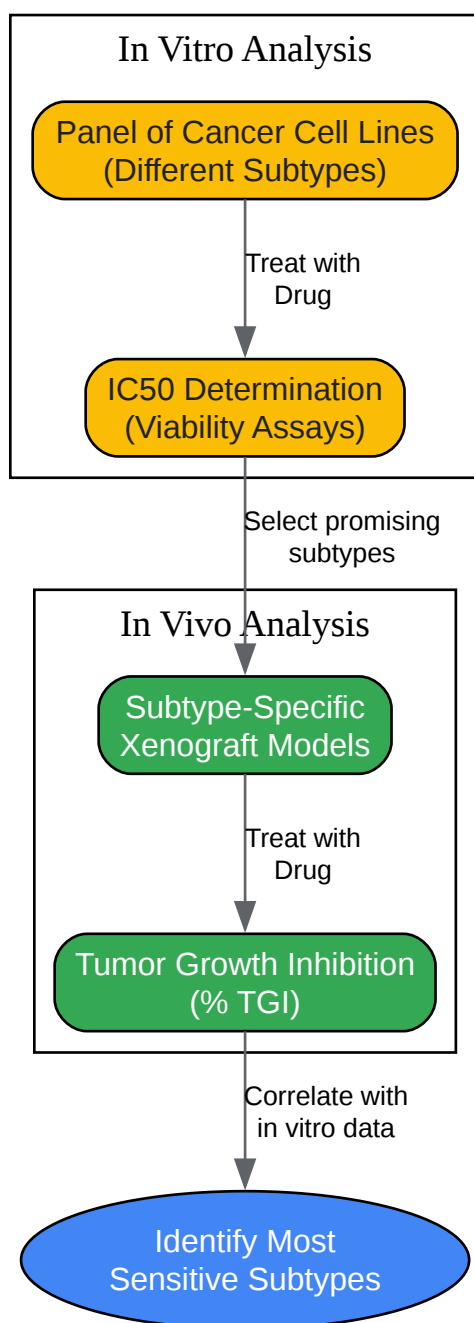 In Vitro Analysis
Panel of Cancer Cell Lines
(Different Subtypes)
Treat with
Drug
IC50 Determination
(Viability Assays)
Select promising
subtypes
In Vivo Analysis
Subtype-Specific
Xenograft Models
Treat with
Drug
Tumor Growth Inhibition
(% TGI)
Correlate with
in vitro data
Identify Most
Sensitive Subtypes